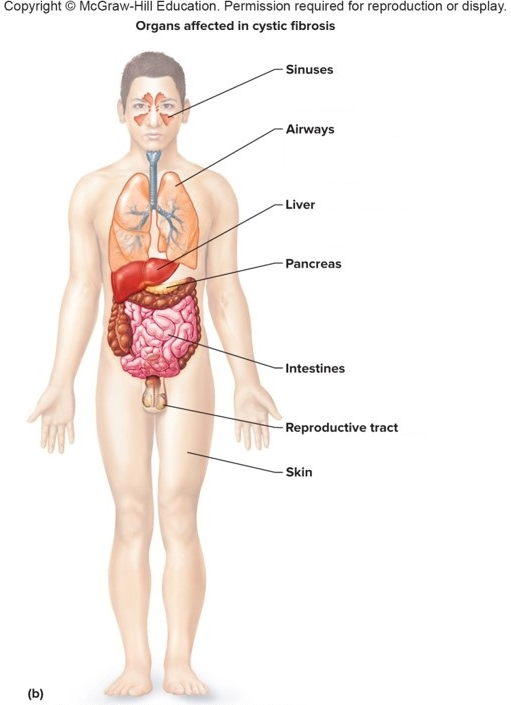 Copyright © McGraw-Hill Education. Permission required for reproduction or display.
Organs affected in cystic fibrosis
Sinuses
Airways
Liver
Pancreas
Intestines
Reproductive tract
Skin
(b)